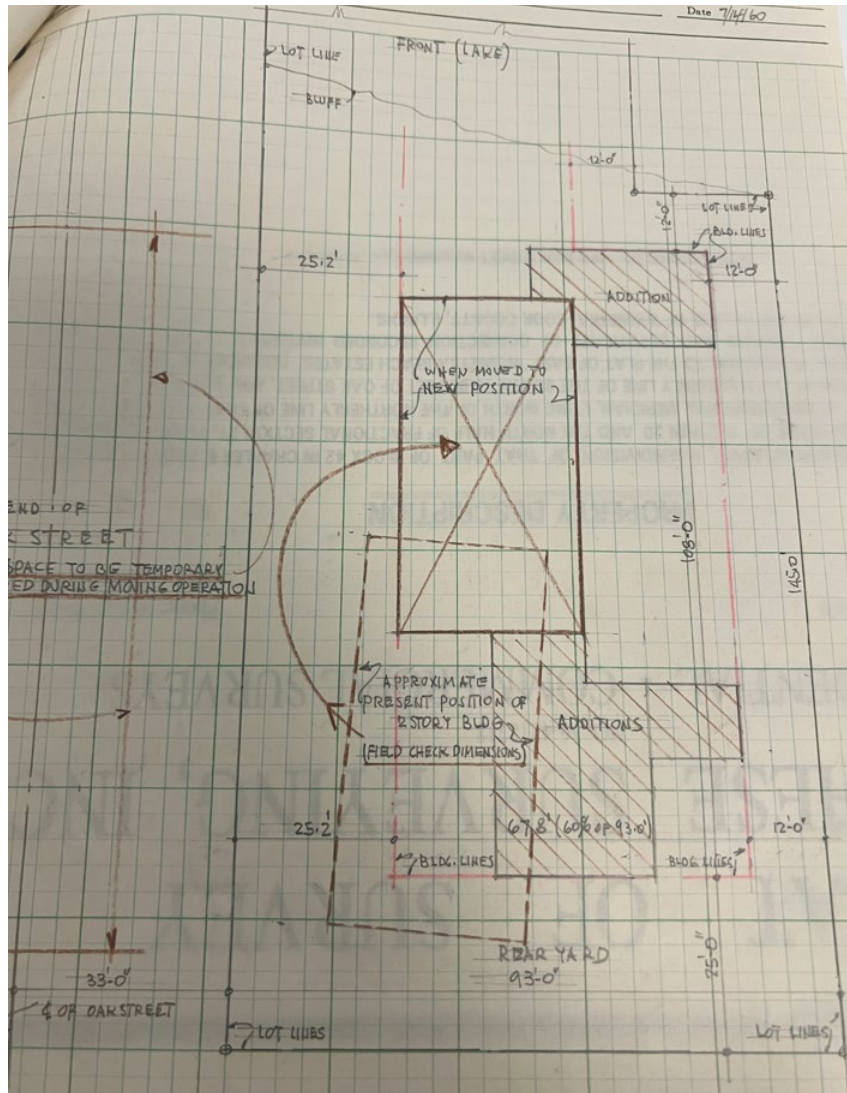 Date 7/14/60
LOT LINE
FRONT (LAKE)
BLUFF
12'-0"
LOT LINES
12'-0"
BLD. LINES
25.2'
12'-0"
ADDITION
WHEN MOVED TO
NEW POSITION
END OF
STREET
SPACE TO BE TEMPORARY
ED DURING MOVING OPERATION
108'-0"
145.0'
APPROXIMATE
PRESENT POSITION OF
2 STORY BLDG
(FIELD CHECK DIMENSIONS)
ADDITIONS
25.2'
67.8' (60% OF 93.0')
12'-0"
BLDG. LINES
BLDG LINES
REAR YARD
93'-0"
25'-0"
33'-0"
℄ OF OAK STREET
LOT LINES
LOT LINES